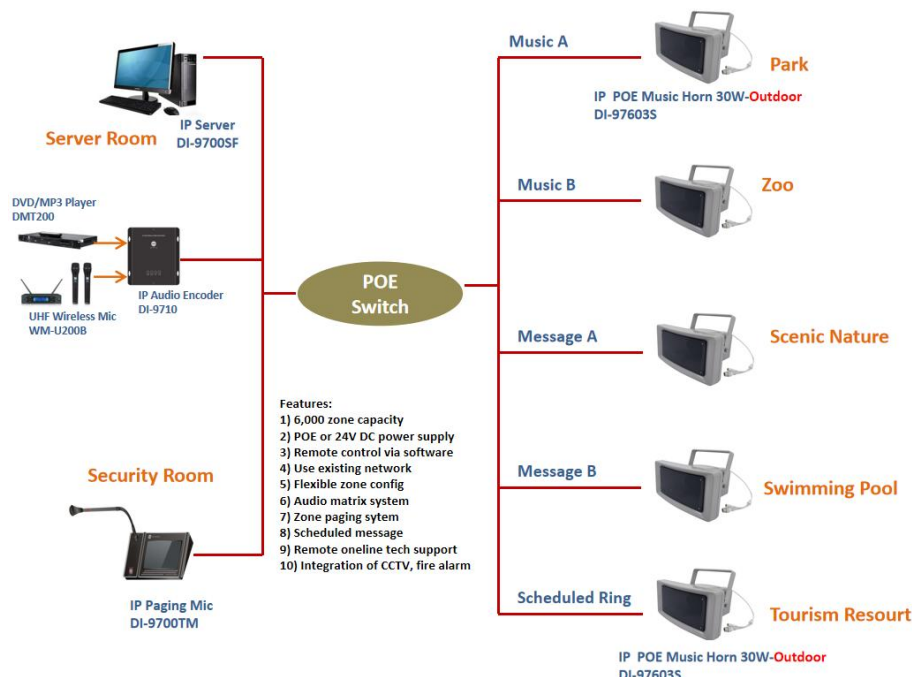 Server Room
IP Server
DI-9700SF
DVD/MP3 Player
DMT200
IP Audio Encoder
DI-9710
UHF Wireless Mic
WM-U200B
Security Room
IP Paging Mic
DI-9700TM
POE
Switch
Features:
1) 6,000 zone capacity
2) POE or 24V DC power supply
3) Remote control via software
4) Use existing network
5) Flexible zone config
6) Audio matrix system
7) Zone paging sytem
8) Scheduled message
9) Remote oneline tech support
10) Integration of CCTV, fire alarm
Music A
Park
IP POE Music Horn 30W-Outdoor
DI-97603S
Music B
Zoo
Message A
Scenic Nature
Message B
Swimming Pool
Scheduled Ring
Tourism Resourt
IP POE Music Horn 30W-Outdoor
DI-97603S